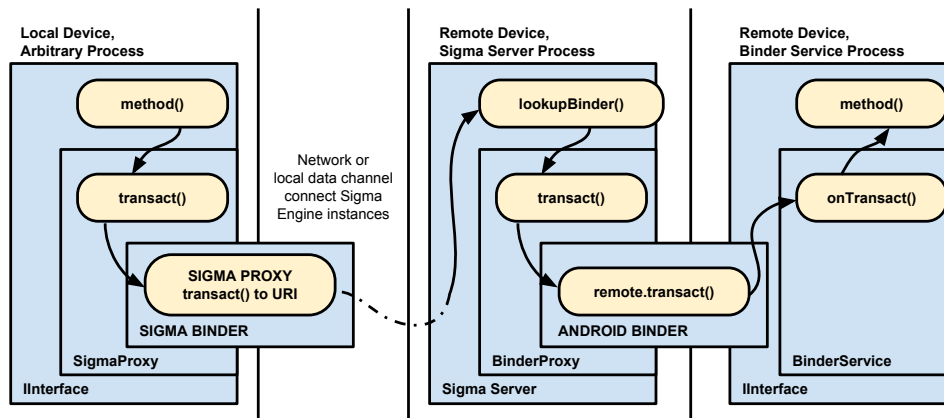 Local Device,
Arbitrary Process
method()
transact()
SIGMA PROXY
transact() to URI
SIGMA BINDER
SigmaProxy
IInterface
Network or
local data channel
connect Sigma
Engine instances
Remote Device,
Sigma Server Process
lookupBinder()
transact()
remote.transact()
ANDROID BINDER
BinderProxy
Sigma Server
Remote Device,
Binder Service Process
method()
onTransact()
BinderService
IInterface